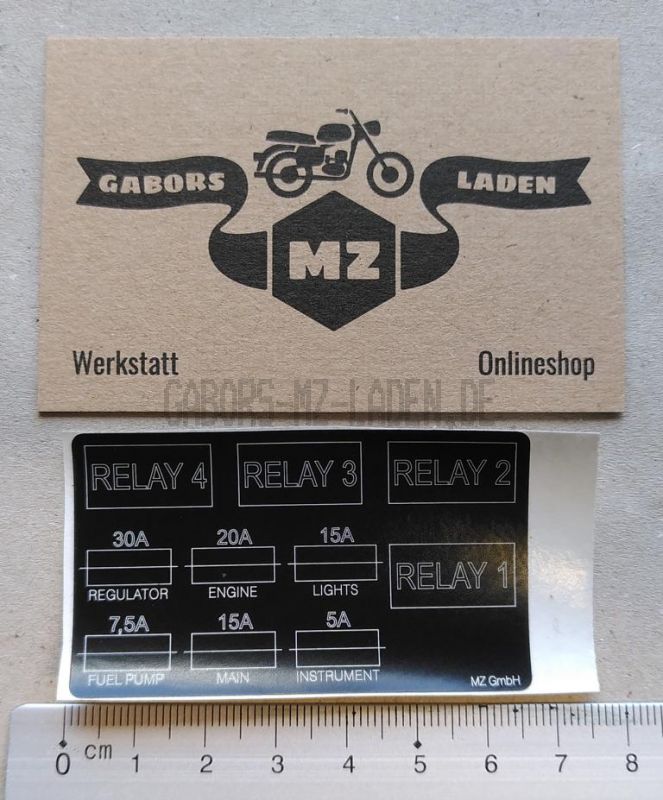 GABORS LADEN
MZ
Werkstatt Onlineshop
GABORS-MZ-LADEN.DE
RELAY 4 RELAY 3 RELAY 2
30A 20A 15A
REGULATOR ENGINE LIGHTS
RELAY 1
7,5A 15A 5A
FUEL PUMP MAIN INSTRUMENT
MZ GmbH
0 1 2 3 4 5 6 7 8
cm